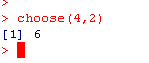 >
> choose(4,2)
[1] 6
>